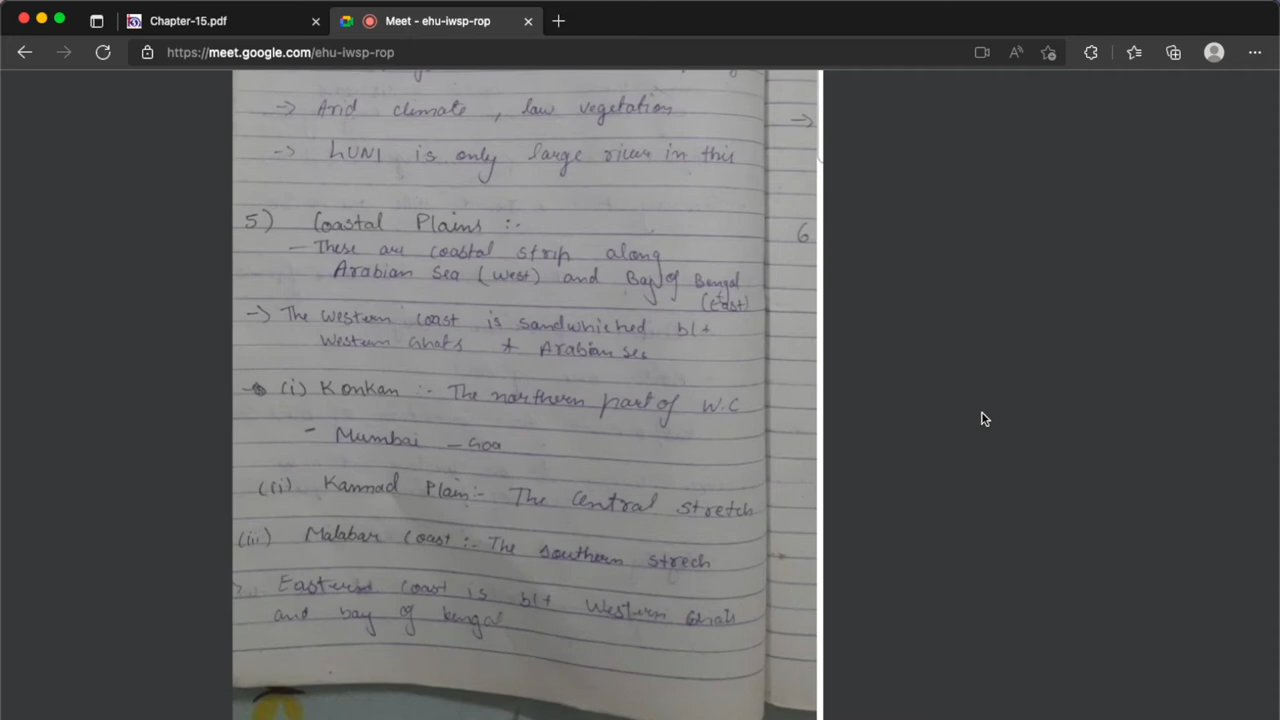 Chapter-15.pdf
Meet - ehu-iwsp-rop
https://meet.google.com/ehu-iwsp-rop
→ Arid climate, law vegetation
→ LUNI is only large river in this
5) Coastal Plains :-
- These are coastal strip along
Arabian Sea (west) and Bay of Bengal
(East)
→ The western coast is sandwhiched b/t
Western Ghats & Arabian Sea
(i) Konkan :- The northern part of W.C
- Mumbai - Goa
(ii) Kannad Plain :- The Central stretch
(iii) Malabar Coast :- The southern strech
Eastern coast is b/t Western Ghats
and bay of bengal
→
6